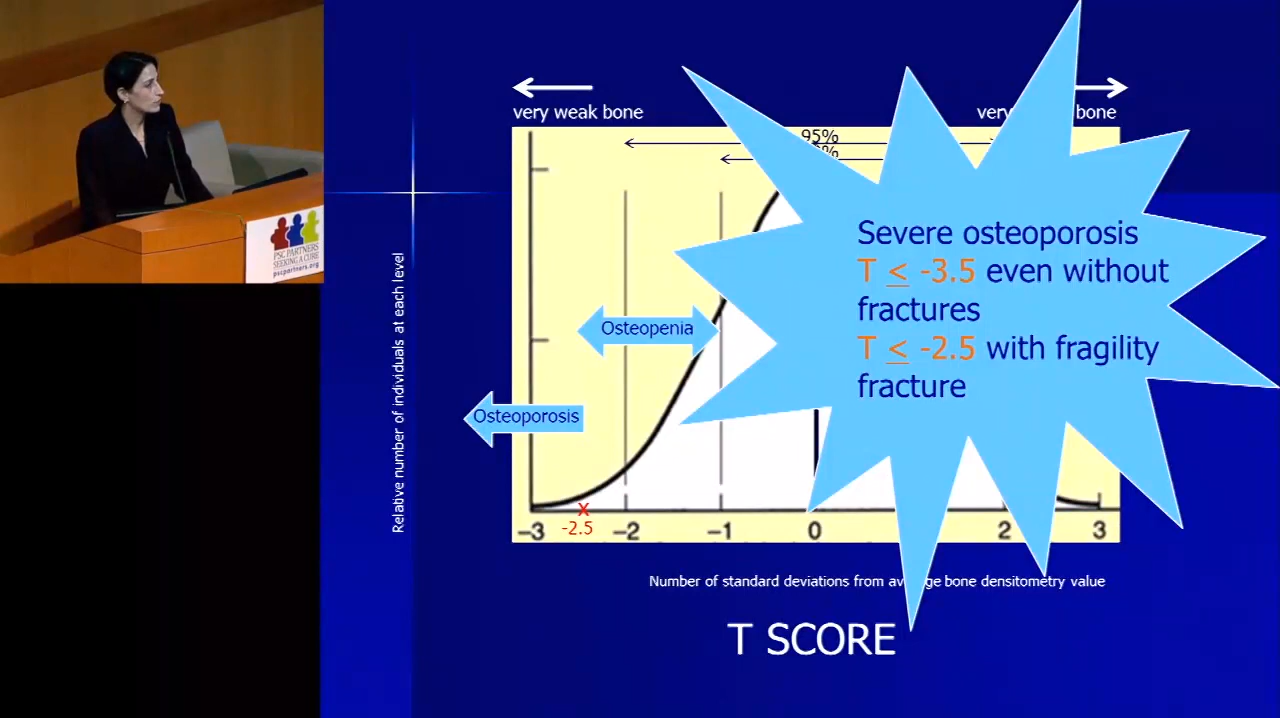 very weak bone
very
bone
95%
%
Severe osteoporosis
T ≤ -3.5 even without
fractures
T ≤ -2.5 with fragility
fracture
Osteopenia
Osteoporosis
Relative number of individuals at each level
x
-2.5
-3 -2 -1 0 2 3
Number of standard deviations from bone densitometry value
T SCORE
PSC PARTNERS
SEEKING A CURE
pscpartners.org